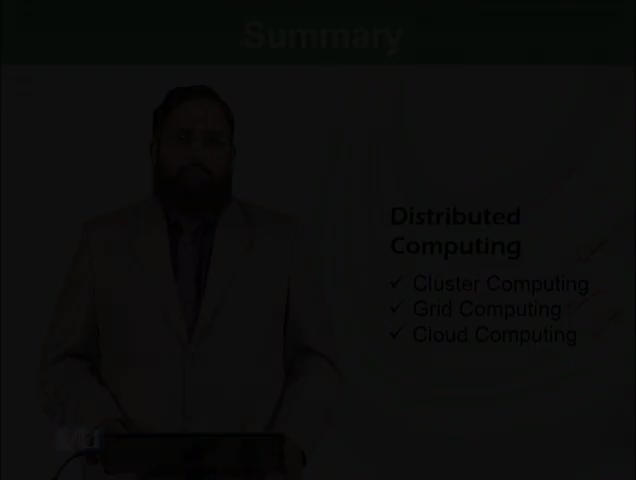 Summary
Distributed
Computing
✓ Cluster Computing
✓ Grid Computing
✓ Cloud Computing